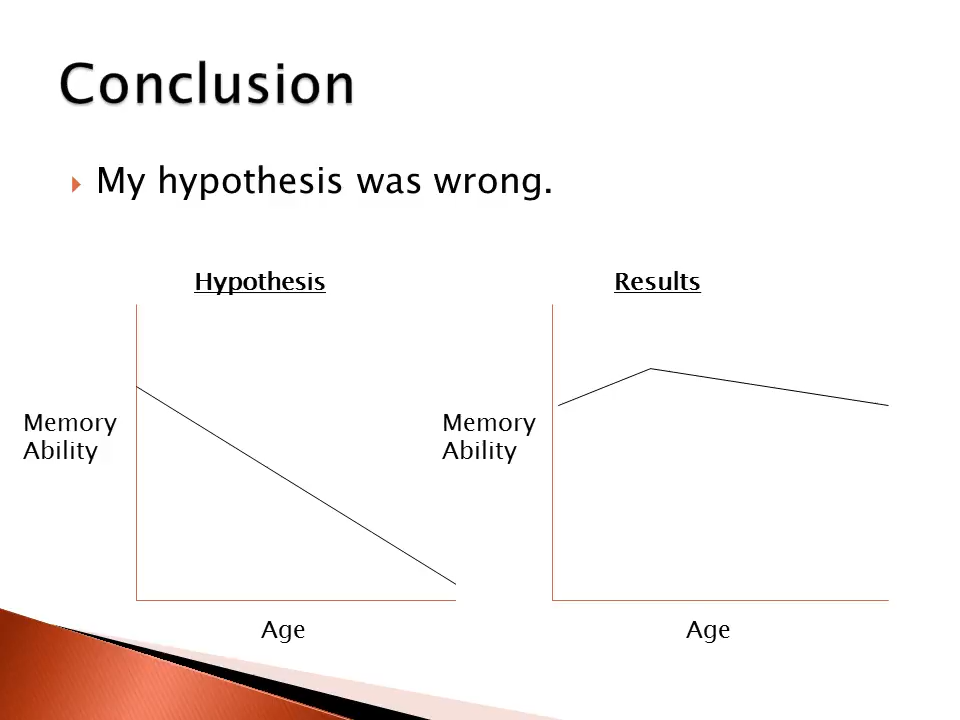 Conclusion
My hypothesis was wrong.
Hypothesis
Results
Memory
Ability
Memory
Ability
Age
Age